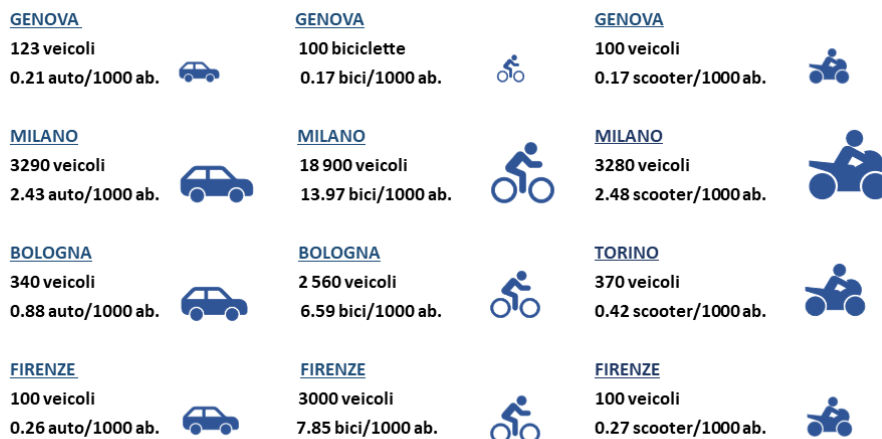 GENOVA
123 veicoli
0.21 auto/1000 ab.
GENOVA
100 biciclette
0.17 bici/1000 ab.
GENOVA
100 veicoli
0.17 scooter/1000 ab.
MILANO
3290 veicoli
2.43 auto/1000 ab.
MILANO
18 900 veicoli
13.97 bici/1000 ab.
MILANO
3280 veicoli
2.48 scooter/1000 ab.
BOLOGNA
340 veicoli
0.88 auto/1000 ab.
BOLOGNA
2 560 veicoli
6.59 bici/1000 ab.
TORINO
370 veicoli
0.42 scooter/1000 ab.
FIRENZE
100 veicoli
0.26 auto/1000 ab.
FIRENZE
3000 veicoli
7.85 bici/1000 ab.
FIRENZE
100 veicoli
0.27 scooter/1000 ab.